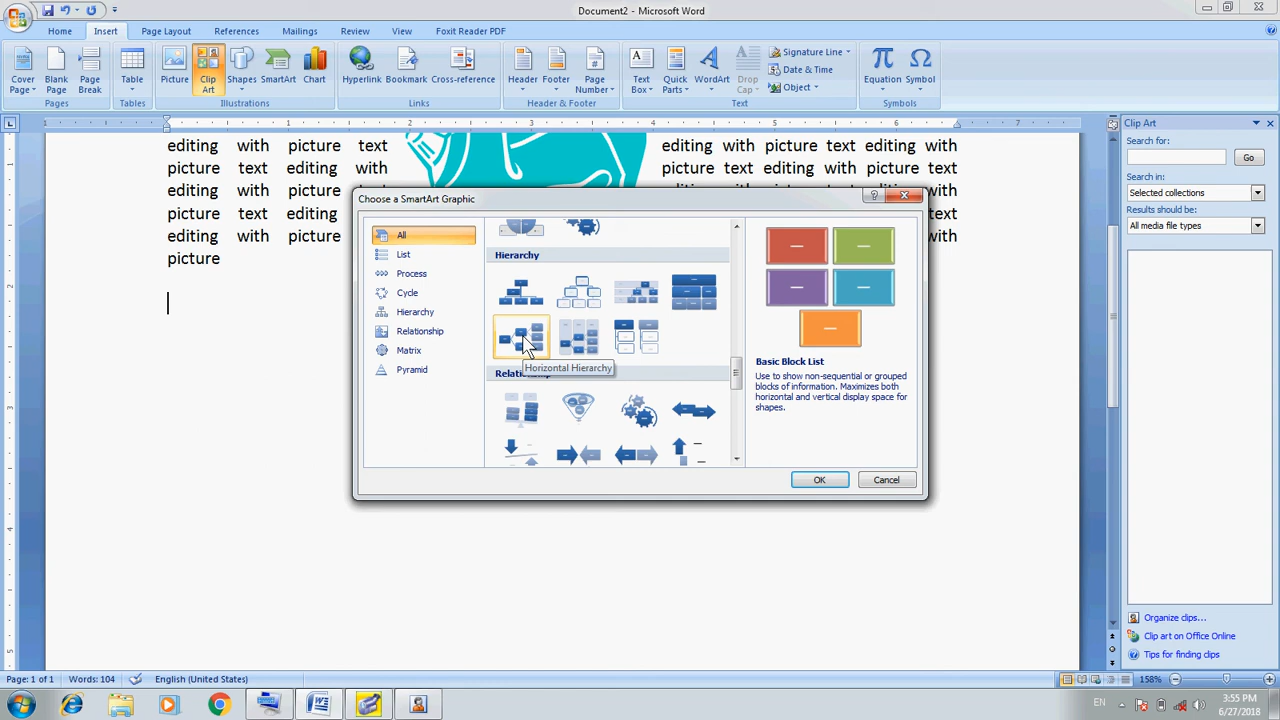 Document2 - Microsoft Word
Home Insert Page Layout References Mailings Review View Foxit Reader PDF
Cover Page Blank Page Page Break Table Picture Clip Art Shapes SmartArt Chart Hyperlink Bookmark Cross-reference Header Footer Page Number Text Box Quick Parts WordArt Drop Cap Signature Line Date & Time Object Equation Symbol
Pages Tables Illustrations Links Header & Footer Text Symbols
1 1 2 3 4 5 6 7
editing with picture text editing with picture text editing with
picture text editing with picture text editing with picture text
editing with picture
picture text editing text
editing with picture with
picture
Choose a SmartArt Graphic
All
List
Process
Cycle
Hierarchy
Relationship
Matrix
Pyramid
Hierarchy
Horizontal Hierarchy
Basic Block List
Use to show non-sequential or grouped
blocks of information. Maximizes both
horizontal and vertical display space for
shapes.
OK Cancel
Clip Art
Search for:
Go
Search in:
Selected collections
Results should be:
All media file types
Organize clips...
Clip art on Office Online
Tips for finding clips
Page: 1 of 1 Words: 104 English (United States) 158%
EN 3:55 PM
6/27/2018